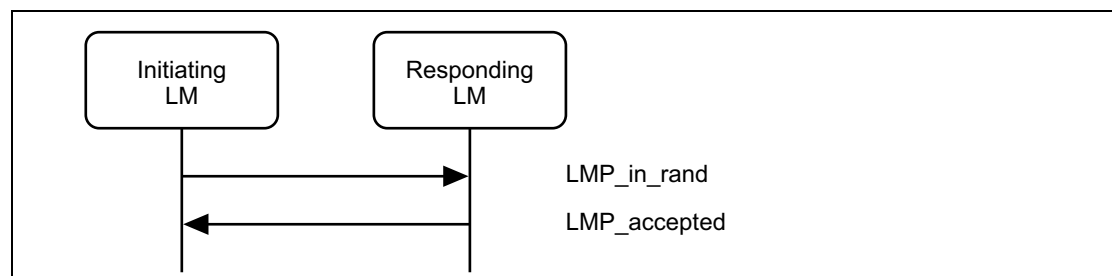 Initiating
LM
Responding
LM
LMP_in_rand
LMP_accepted